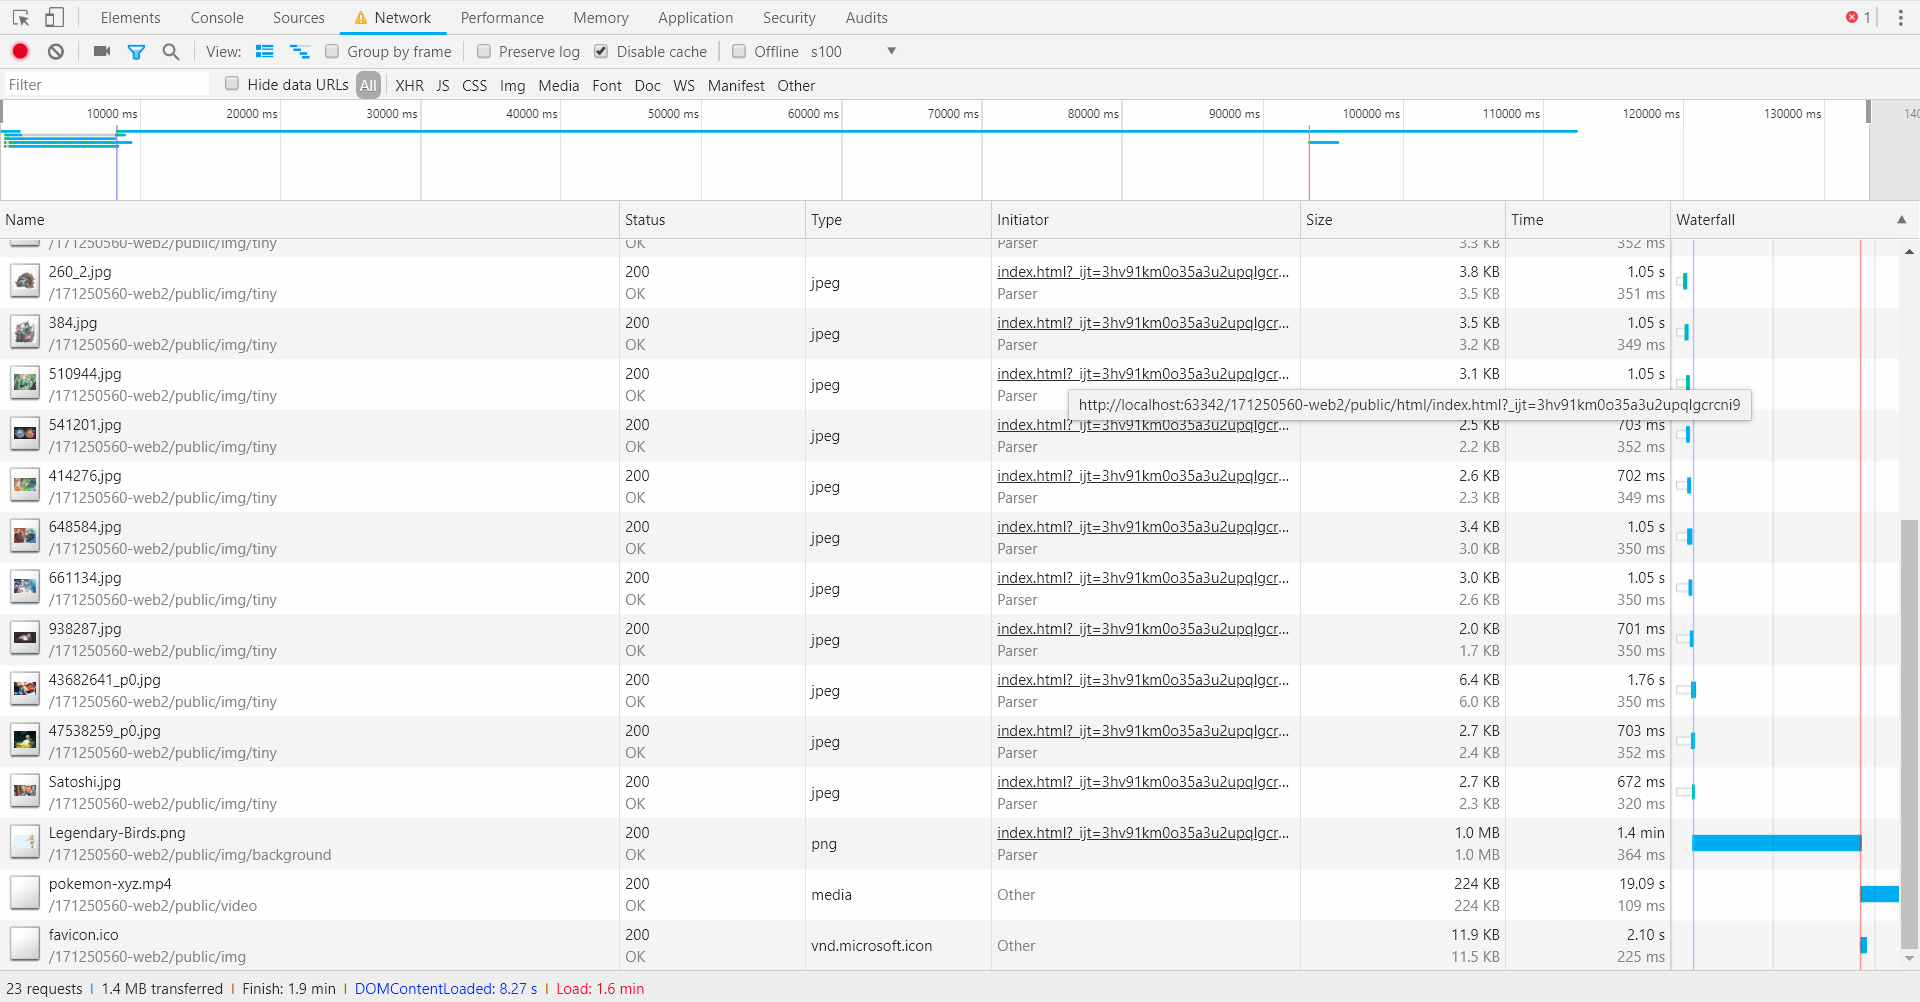 Elements Console Sources Network Performance Memory Application Security Audits 1
View: Group by frame Preserve log Disable cache Offline s100
Filter Hide data URLs All XHR JS CSS Img Media Font Doc WS Manifest Other
10000 ms 20000 ms 30000 ms 40000 ms 50000 ms 60000 ms 70000 ms 80000 ms 90000 ms 100000 ms 110000 ms 120000 ms 130000 ms 140
Name Status Type Initiator Size Time Waterfall
/171250560-web2/public/img/tiny OK Parser 3.3 KB 352 ms
260_2.jpg 200 index.html?_ijt=3hv91km0o35a3u2upqlgcr... 3.8 KB 1.05 s
/171250560-web2/public/img/tiny OK jpeg Parser 3.5 KB 351 ms
384.jpg 200 index.html?_ijt=3hv91km0o35a3u2upqlgcr... 3.5 KB 1.05 s
/171250560-web2/public/img/tiny OK jpeg Parser 3.2 KB 349 ms
510944.jpg 200 index.html?_ijt=3hv91km0o35a3u2upqlgcr... 3.1 KB 1.05 s
/171250560-web2/public/img/tiny OK jpeg Parser
http://localhost:63342/171250560-web2/public/html/index.html?_ijt=3hv91km0o35a3u2upqlgcrcni9
541201.jpg 200 index.html?_ijt=3hv91km0o35a3u2upqlgcr... 2.5 KB 703 ms
/171250560-web2/public/img/tiny OK jpeg Parser 2.2 KB 352 ms
414276.jpg 200 index.html?_ijt=3hv91km0o35a3u2upqlgcr... 2.6 KB 702 ms
/171250560-web2/public/img/tiny OK jpeg Parser 2.3 KB 349 ms
648584.jpg 200 index.html?_ijt=3hv91km0o35a3u2upqlgcr... 3.4 KB 1.05 s
/171250560-web2/public/img/tiny OK jpeg Parser 3.0 KB 350 ms
661134.jpg 200 index.html?_ijt=3hv91km0o35a3u2upqlgcr... 3.0 KB 1.05 s
/171250560-web2/public/img/tiny OK jpeg Parser 2.6 KB 350 ms
938287.jpg 200 index.html?_ijt=3hv91km0o35a3u2upqlgcr... 2.0 KB 701 ms
/171250560-web2/public/img/tiny OK jpeg Parser 1.7 KB 350 ms
43682641_p0.jpg 200 index.html?_ijt=3hv91km0o35a3u2upqlgcr... 6.4 KB 1.76 s
/171250560-web2/public/img/tiny OK jpeg Parser 6.0 KB 350 ms
47538259_p0.jpg 200 index.html?_ijt=3hv91km0o35a3u2upqlgcr... 2.7 KB 703 ms
/171250560-web2/public/img/tiny OK jpeg Parser 2.4 KB 352 ms
Satoshi.jpg 200 index.html?_ijt=3hv91km0o35a3u2upqlgcr... 2.7 KB 672 ms
/171250560-web2/public/img/tiny OK jpeg Parser 2.3 KB 320 ms
Legendary-Birds.png 200 index.html?_ijt=3hv91km0o35a3u2upqlgcr... 1.0 MB 1.4 min
/171250560-web2/public/img/background OK png Parser 1.0 MB 364 ms
pokemon-xyz.mp4 200 224 KB 19.09 s
/171250560-web2/public/video OK media Other 224 KB 109 ms
favicon.ico 200 11.9 KB 2.10 s
/171250560-web2/public/img OK vnd.microsoft.icon Other 11.5 KB 225 ms
23 requests | 1.4 MB transferred | Finish: 1.9 min | DOMContentLoaded: 8.27 s | Load: 1.6 min